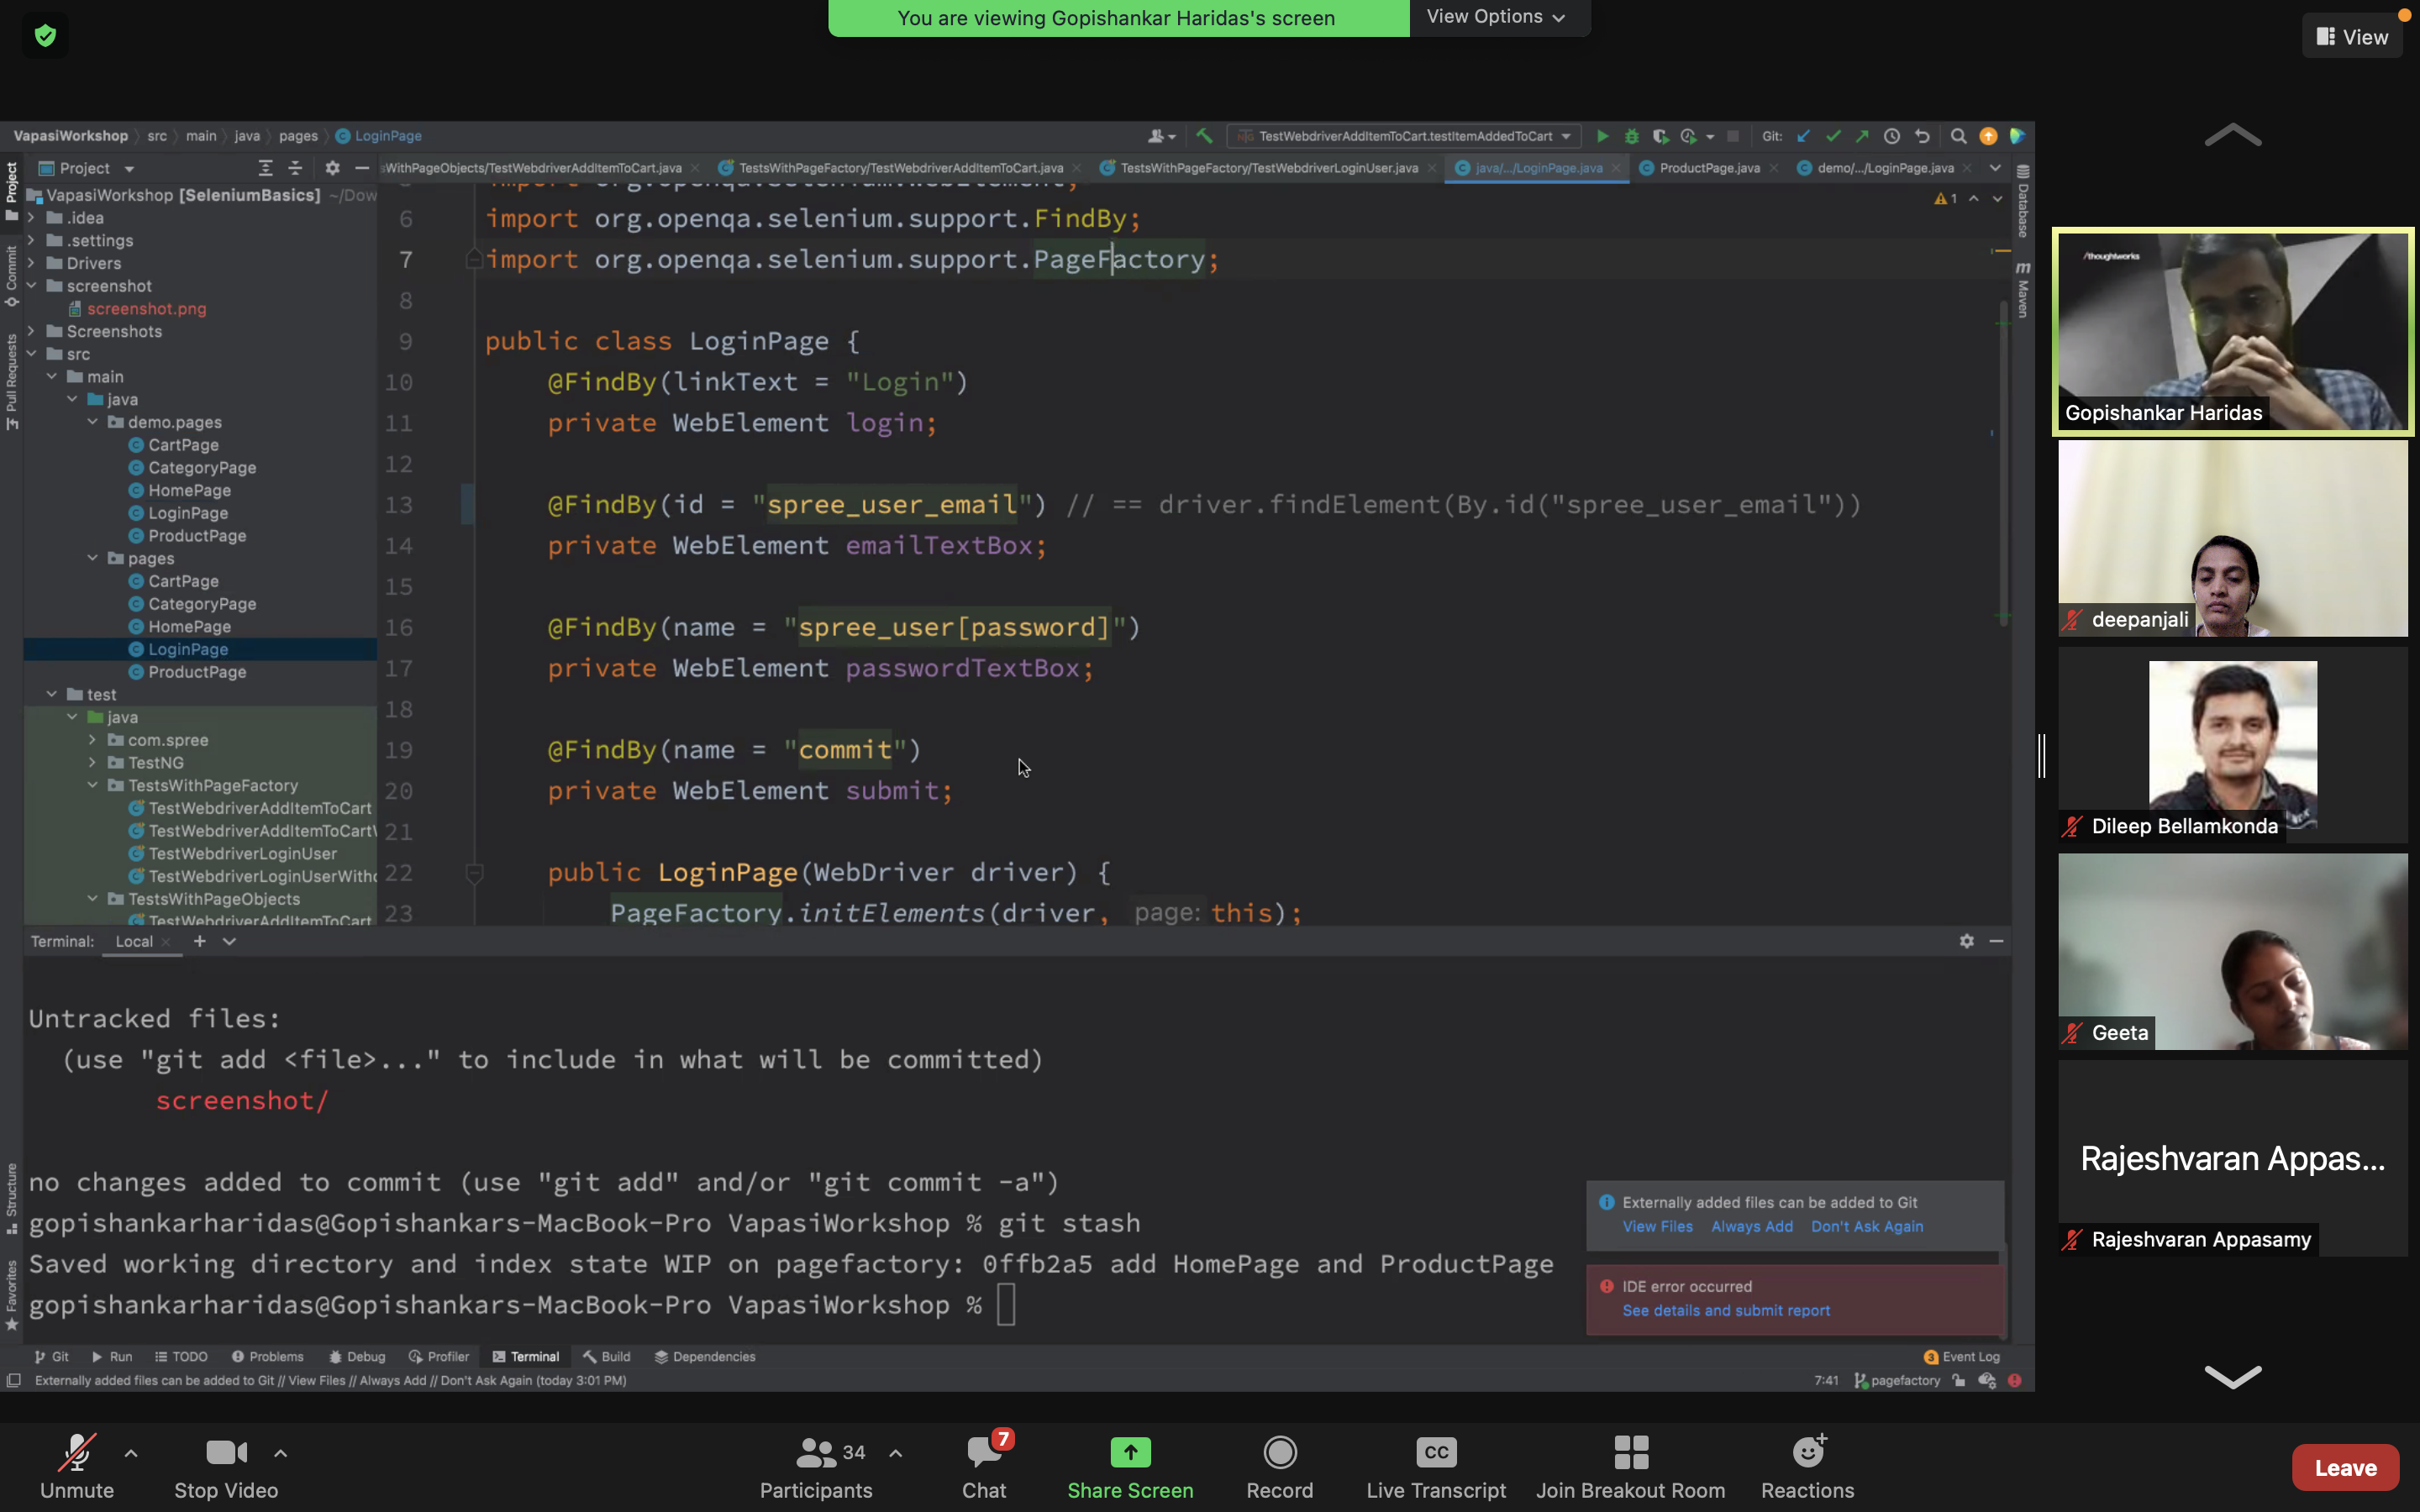 You are viewing Gopishankar Haridas's screen
View Options
View
VapasiWorkshop src main java pages LoginPage
TestWebdriverAddItemToCart.testItemAddedToCart
Git:
Project
sWithPageObjects/TestWebdriverAddItemToCart.java
TestsWithPageFactory/TestWebdriverAddItemToCart.java
TestsWithPageFactory/TestWebdriverLoginUser.java
java/.../LoginPage.java
ProductPage.java
demo/.../LoginPage.java
Project
Commit
Pull Requests
Structure
Favorites
Database
Maven
VapasiWorkshop [SeleniumBasics] ~/Dow
.idea
.settings
Drivers
screenshot
screenshot.png
Screenshots
src
main
java
demo.pages
CartPage
CategoryPage
HomePage
LoginPage
ProductPage
pages
CartPage
CategoryPage
HomePage
LoginPage
ProductPage
test
java
com.spree
TestNG
TestsWithPageFactory
TestWebdriverAddItemToCart
TestWebdriverAddItemToCart
TestWebdriverLoginUser
TestWebdriverLoginUserWith
TestsWithPageObjects
TestWebdriverAddItemToCart
1
6 import org.openqa.selenium.support.FindBy;
7 import org.openqa.selenium.support.PageFactory;
8
9 public class LoginPage {
10 @FindBy(linkText = "Login")
11 private WebElement login;
12
13 @FindBy(id = "spree_user_email") // == driver.findElement(By.id("spree_user_email"))
14 private WebElement emailTextBox;
15
16 @FindBy(name = "spree_user[password]")
17 private WebElement passwordTextBox;
18
19 @FindBy(name = "commit")
20 private WebElement submit;
21
22 public LoginPage(WebDriver driver) {
23 PageFactory.initElements(driver, page: this);
Terminal: Local
Untracked files:
(use "git add <file>..." to include in what will be committed)
screenshot/
no changes added to commit (use "git add" and/or "git commit -a")
gopishankarharidas@Gopishankars-MacBook-Pro VapasiWorkshop % git stash
Saved working directory and index state WIP on pagefactory: 0ffb2a5 add HomePage and ProductPage
gopishankarharidas@Gopishankars-MacBook-Pro VapasiWorkshop %
Externally added files can be added to Git
View Files Always Add Don't Ask Again
IDE error occurred
See details and submit report
Git Run TODO Problems Debug Profiler Terminal Build Dependencies
3 Event Log
Externally added files can be added to Git // View Files // Always Add // Don't Ask Again (today 3:01 PM)
7:41 pagefactory
/thoughtworks
Gopishankar Haridas
deepanjali
Dileep Bellamkonda
Geeta
Rajeshvaran Appas...
Rajeshvaran Appasamy
Unmute
Stop Video
34
Participants
7
Chat
Share Screen
Record
CC
Live Transcript
Join Breakout Room
Reactions
Leave